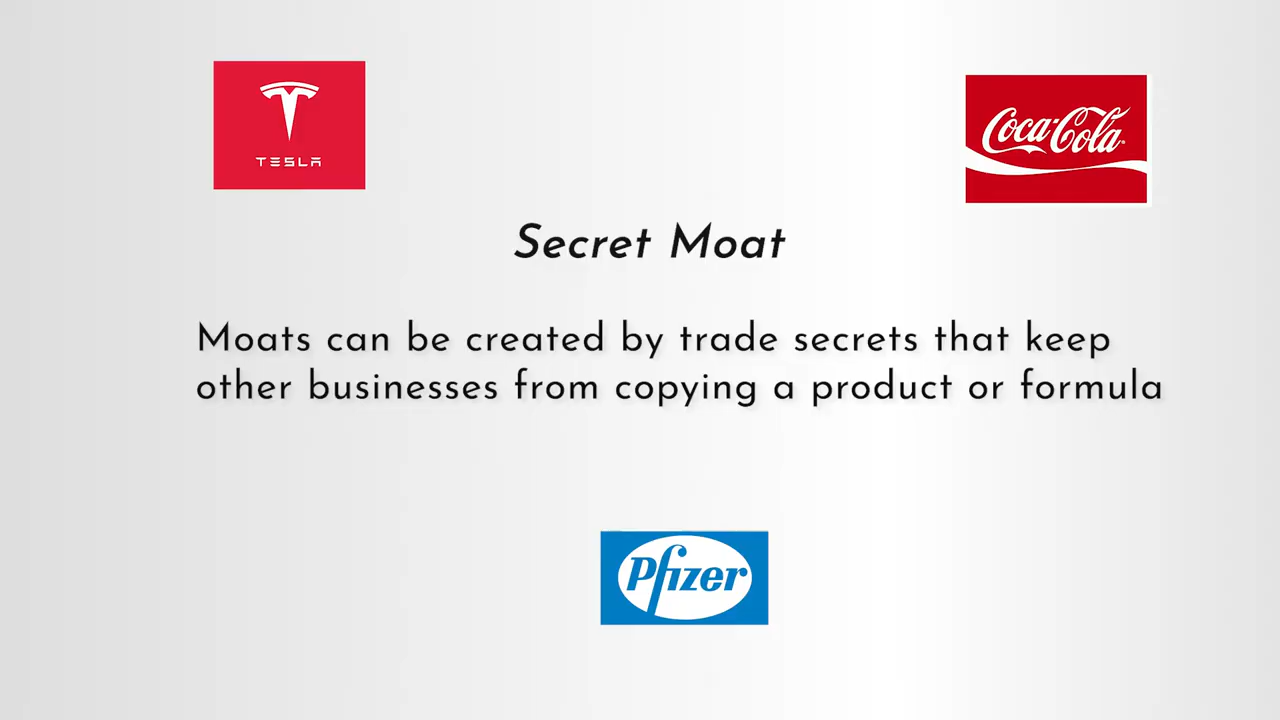 TESLA
Coca-Cola
Secret Moat
Moats can be created by trade secrets that keep
other businesses from copying a product or formula
Pfizer